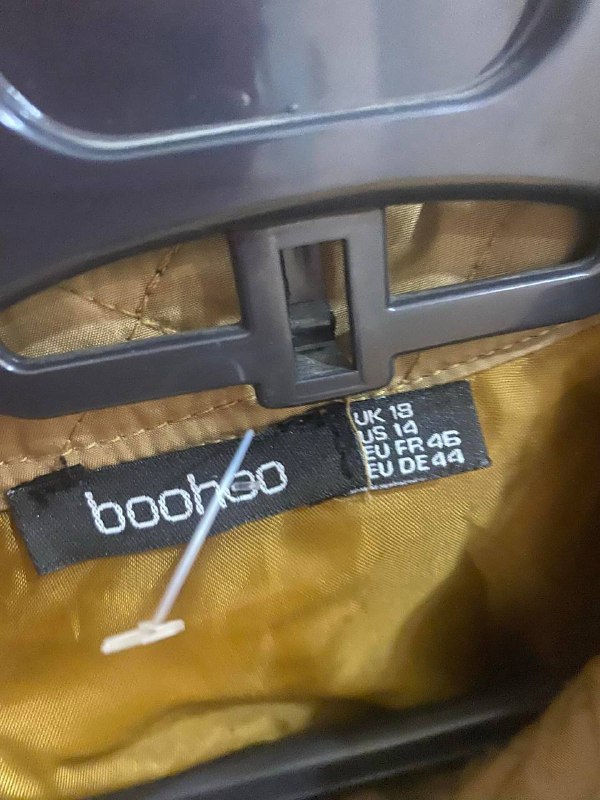 boohoo
UK 18
US 14
EU FR 46
EU DE 44